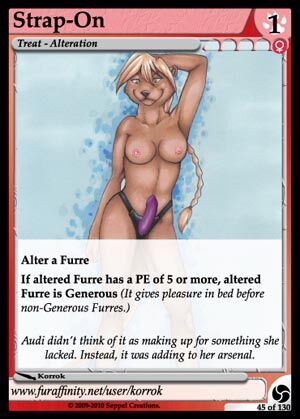 Strap-On
1
Treat - Alteration
Alter a Furre
If altered Furre has a PE of 5 or more, altered
Furre is Generous (It gives pleasure in bed before
non-Generous Furres.)
Audi didn't think of it as making up for something she
lacked. Instead, it was adding to her arsenal.
Korrok
www.furaffinity.net/user/korrok
© 2009-2010 Seppel Creations.
45 of 130